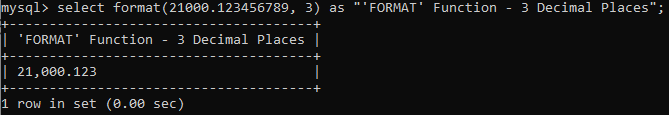 mysql> select format(21000.123456789, 3) as "'FORMAT' Function - 3 Decimal Places";
+--------------------------------------+
| 'FORMAT' Function - 3 Decimal Places |
+--------------------------------------+
| 21,000.123                           |
+--------------------------------------+
1 row in set (0.00 sec)